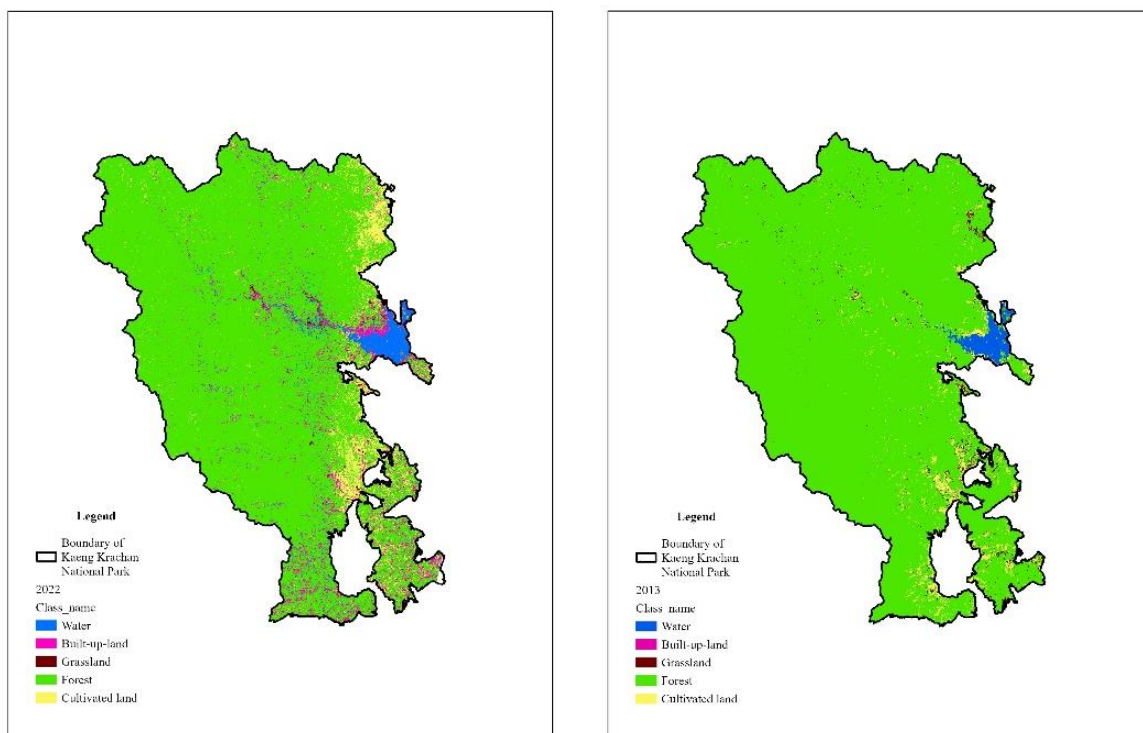 Legend
Boundary of
Kaeng Krachan
National Park
2022
Class_name
Water
Built-up-land
Grassland
Forest
Cultivated land
Legend
Boundary of
Kaeng Krachan
National Park
2013
Class_name
Water
Built-up-land
Grassland
Forest
Cultivated land